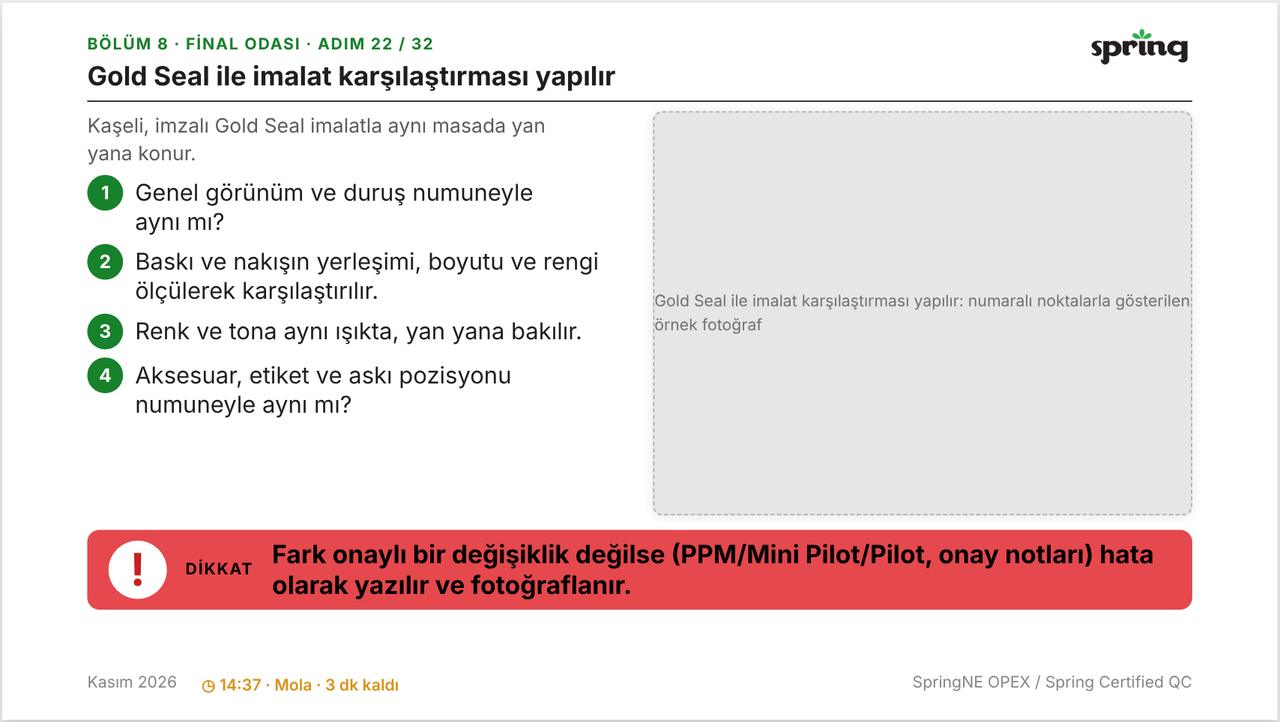 BÖLÜM 8 · FİNAL ODASI · ADIM 22 / 32
spring
Gold Seal ile imalat karşılaştırması yapılır
Kaşeli, imzalı Gold Seal imalatla aynı masada yan
yana konur.
1 Genel görünüm ve duruş numuneyle
aynı mı?
2 Baskı ve nakışın yerleşimi, boyutu ve rengi
ölçülerek karşılaştırılır.
3 Renk ve tona aynı ışıkta, yan yana bakılır.
4 Aksesuar, etiket ve askı pozisyonu
numuneyle aynı mı?
Gold Seal ile imalat karşılaştırması yapılır: numaralı noktalarla gösterilen
örnek fotoğraf
! DİKKAT
Fark onaylı bir değişiklik değilse (PPM/Mini Pilot/Pilot, onay notları) hata
olarak yazılır ve fotoğraflanır.
Kasım 2026
◷ 14:37 · Mola · 3 dk kaldı
SpringNE OPEX / Spring Certified QC